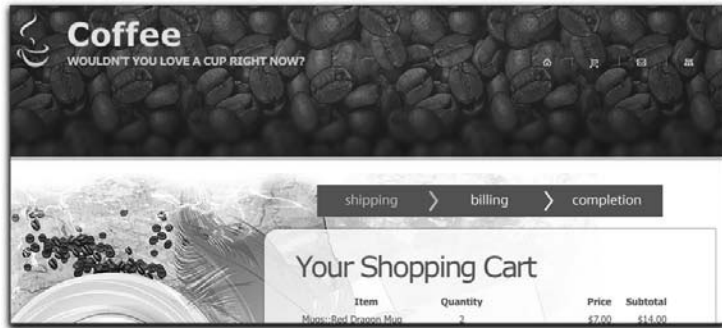 Coffee
WOULDN'T YOU LOVE A CUP RIGHT NOW?
shipping billing completion
Your Shopping Cart
Item Quantity Price Subtotal
Mugs::Red Dragon Mug 2 $7.00 $14.00